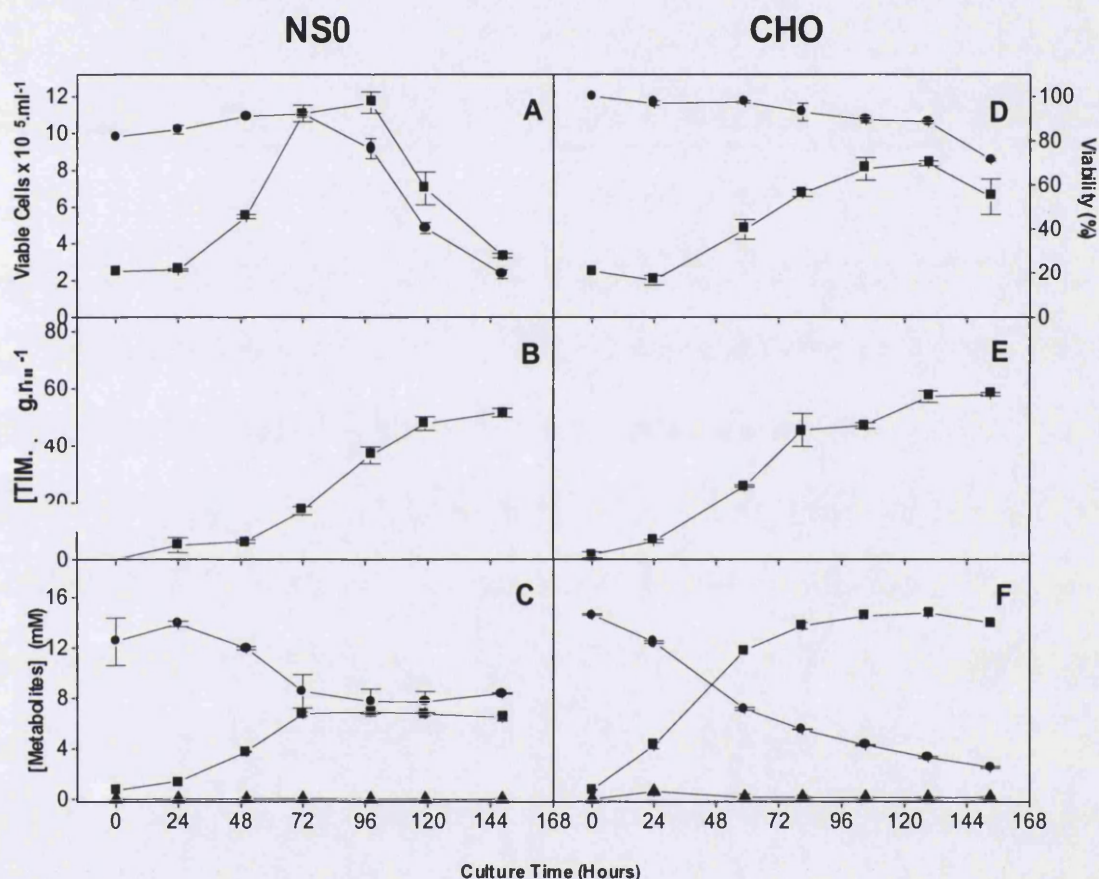 NS0
CHO
Viable Cells x 10 5.ml-1
12
10
8
6
4
2
0
A
D
100
80
60
40
20
0
Viability (%)
80
60
40
20
0
B
E
[Metabolites] (mM)
16
12
8
4
0
C
F
0 24 48 72 96 120 144 168
0 24 48 72 96 120 144 168
Culture Time (Hours)